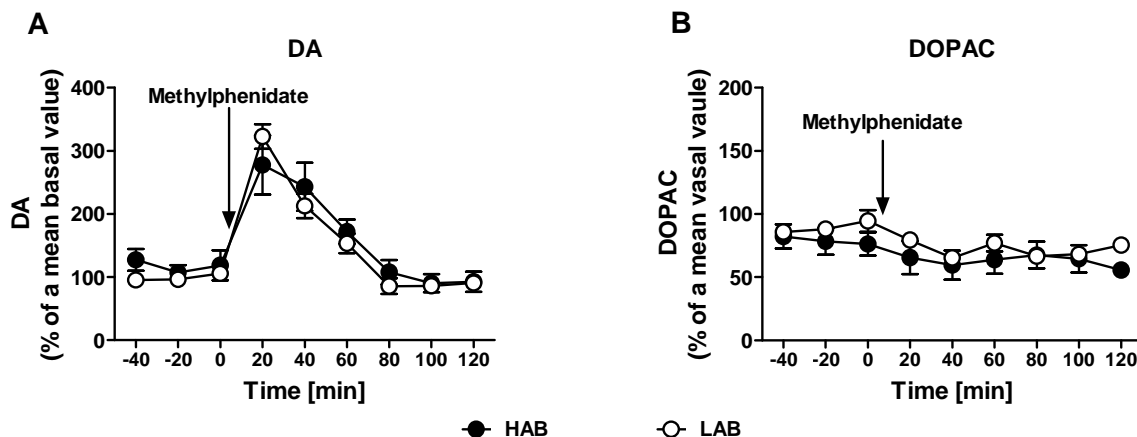 A
DA
DA
(% of a mean basal value)
400
300
200
100
0
Methylphenidate
-40 -20 0 20 40 60 80 100 120
Time [min]
B
DOPAC
DOPAC
(% of a mean vasal vaule)
200
150
100
50
0
Methylphenidate
-40 -20 0 20 40 60 80 100 120
Time [min]
HAB LAB